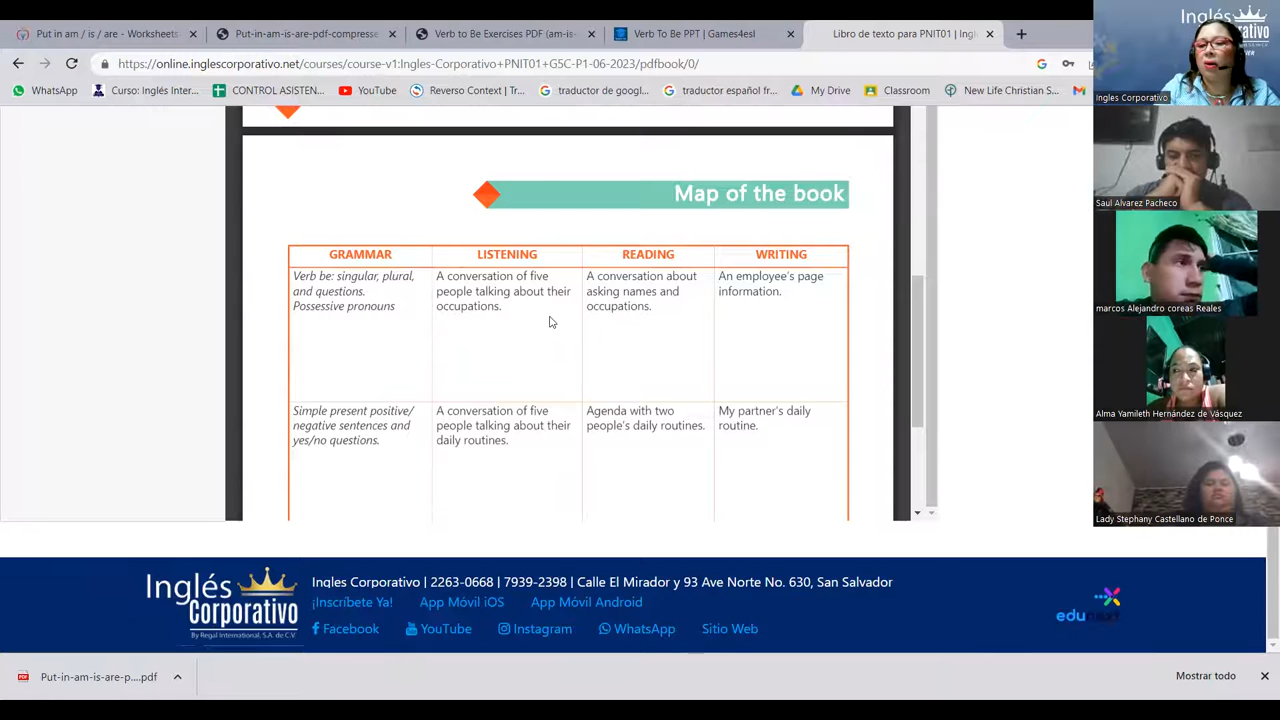 Put in am / is / are - Worksheets
Put-in-am-is-are-pdf-compresse
Verb to Be Exercises PDF (am-is-
Verb To Be PPT | Games4esl
Libro de texto para PNIT01 | Ing
https://online.inglescorporativo.net/courses/course-v1:Ingles-Corporativo+PNIT01+G5C-P1-06-2023/pdfbook/0/
WhatsApp
Curso: Inglés Inter...
CONTROL ASISTEN...
YouTube
Reverso Context | Tr...
traductor de googl...
traductor español fr...
My Drive
Classroom
New Life Christian S...
Map of the book
GRAMMAR LISTENING READING WRITING
Verb be: singular, plural,
and questions.
Possessive pronouns
A conversation of five
people talking about their
occupations.
A conversation about
asking names and
occupations.
An employee's page
information.
Simple present positive/
negative sentences and
yes/no questions.
A conversation of five
people talking about their
daily routines.
Agenda with two
people's daily routines.
My partner's daily
routine.
Inglés
Corporativo
By Regal International, S.A. de C.V.
Ingles Corporativo | 2263-0668 | 7939-2398 | Calle El Mirador y 93 Ave Norte No. 630, San Salvador
¡Inscríbete Ya! App Móvil iOS App Móvil Android
Facebook YouTube Instagram WhatsApp Sitio Web
Put-in-am-is-are-p....pdf
Mostrar todo
Inglés
Ingles Corporativo
Saul Alvarez Pacheco
marcos Alejandro coreas Reales
Alma Yamileth Hernández de Vásquez
Lady Stephany Castellano de Ponce